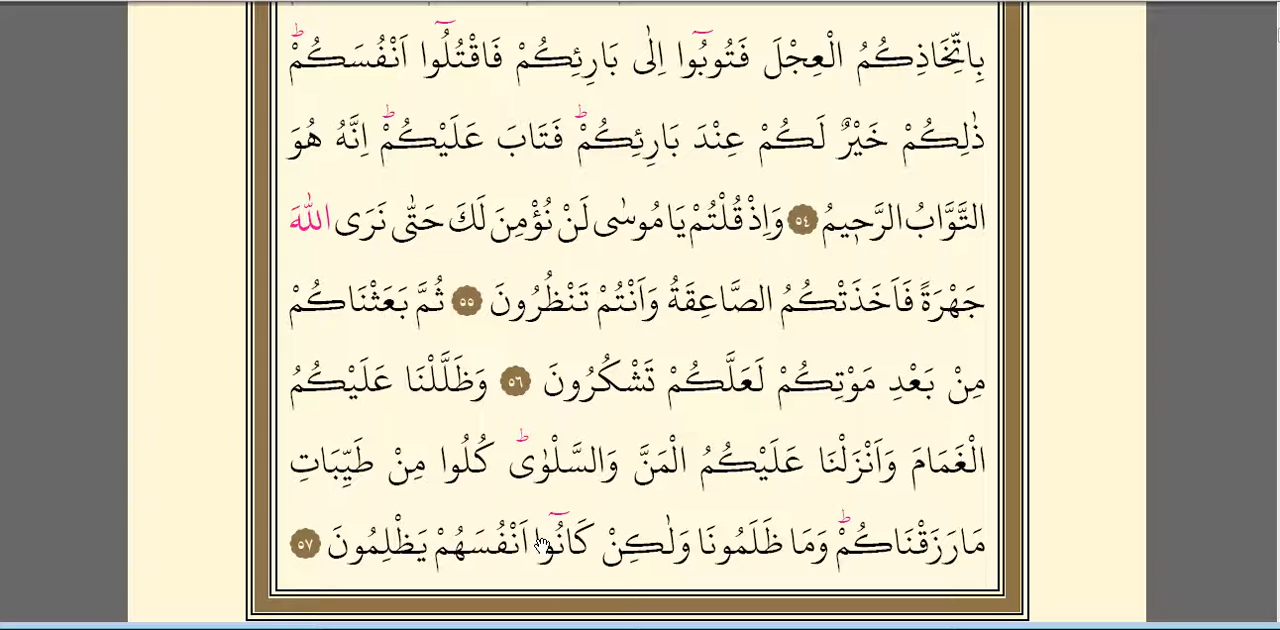 بِاتِّخَاذِكُمُ الْعِجْلَ فَتُوبُٓوا اِلٰى بَارِئِكُمْ فَاقْتُلُٓوا اَنْفُسَكُمْۜ
ذٰلِكُمْ خَيْرٌ لَكُمْ عِنْدَ بَارِئِكُمْۜ فَتَابَ عَلَيْكُمْۜ اِنَّهُ هُوَ
التَّوَّابُ الرَّح۪يمُ ﴿٥٤﴾ وَاِذْ قُلْتُمْ يَا مُوسٰى لَنْ نُؤْمِنَ لَكَ حَتّٰى نَرَى اللّٰهَ
جَهْرَةً فَاَخَذَتْكُمُ الصَّاعِقَةُ وَاَنْتُمْ تَنْظُرُونَ ﴿٥٥﴾ ثُمَّ بَعَثْنَاكُمْ
مِنْ بَعْدِ مَوْتِكُمْ لَعَلَّكُمْ تَشْكُرُونَ ﴿٥٦﴾ وَظَلَّلْنَا عَلَيْكُمُ
الْغَمَامَ وَاَنْزَلْنَا عَلَيْكُمُ الْمَنَّ وَالسَّلْوٰىۜ كُلُوا مِنْ طَيِّبَاتِ
مَا رَزَقْنَاكُمْۜ وَمَا ظَلَمُونَا وَلٰكِنْ كَانُٓوا اَنْفُسَهُمْ يَظْلِمُونَ ﴿٥٧﴾